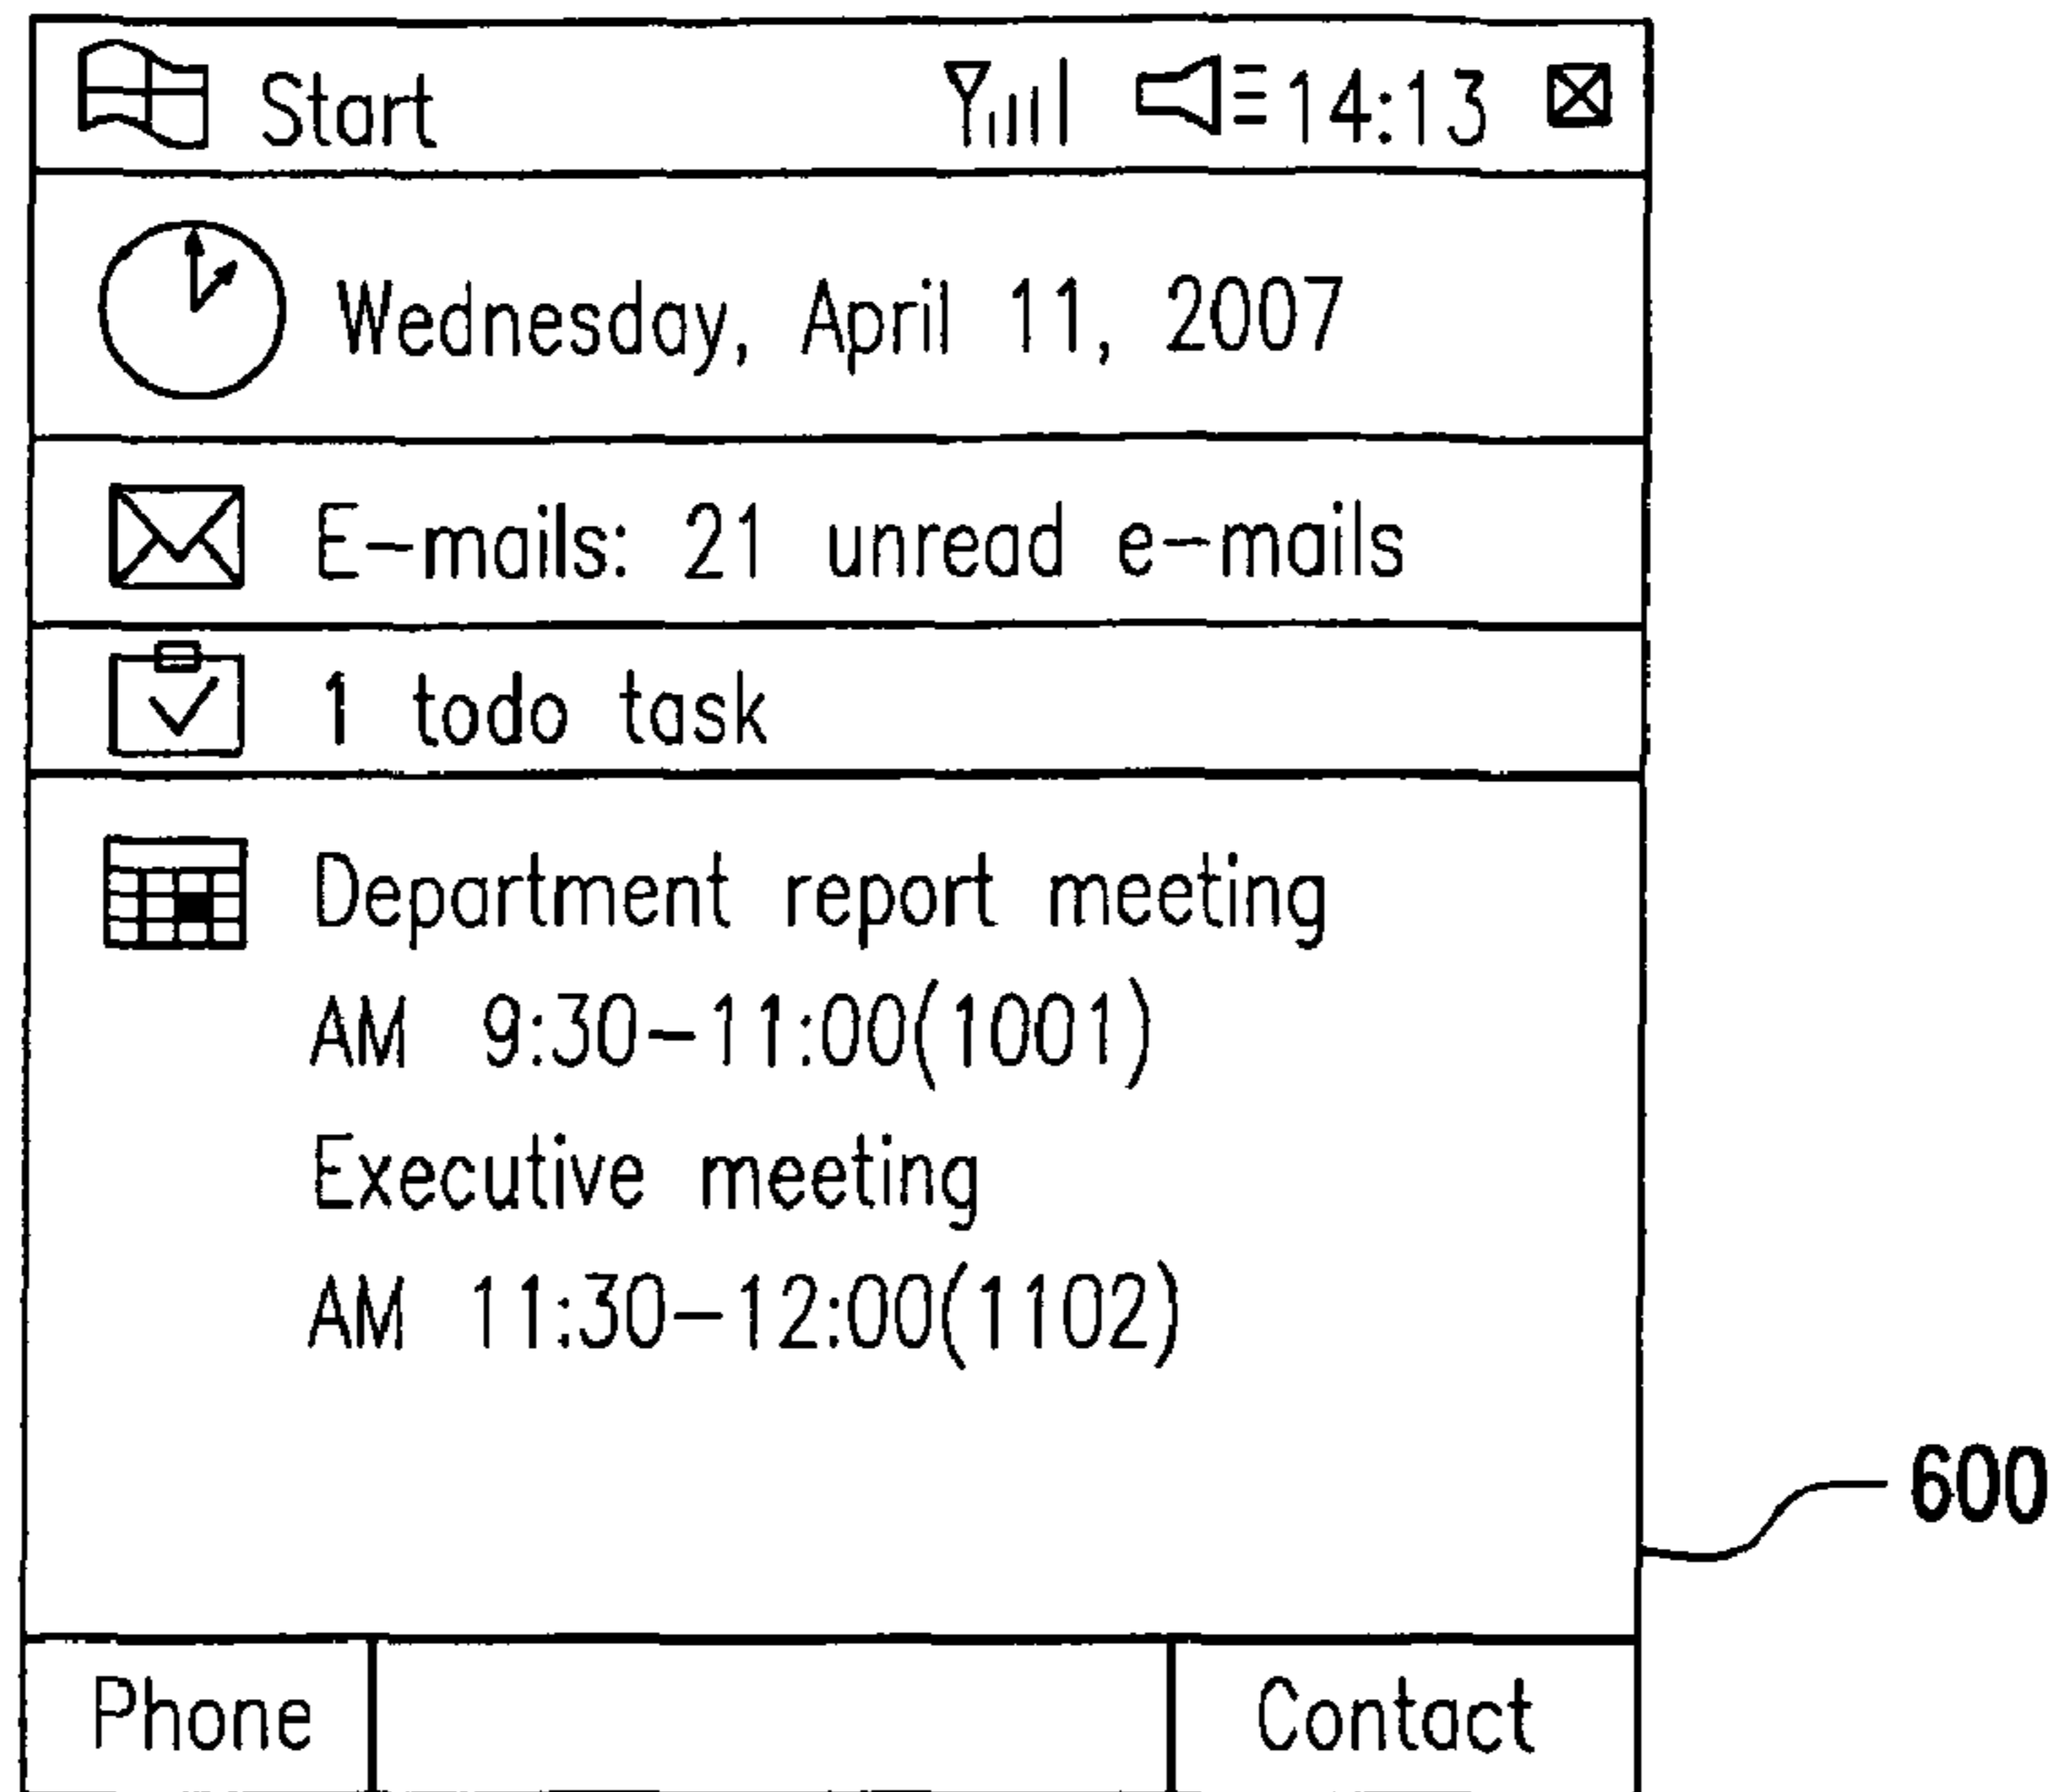 Start 14:13
Wednesday, April 11, 2007
E-mails: 21 unread e-mails
1 todo task
Department report meeting
AM 9:30-11:00(1001)
Executive meeting
AM 11:30-12:00(1102)
600
Phone Contact